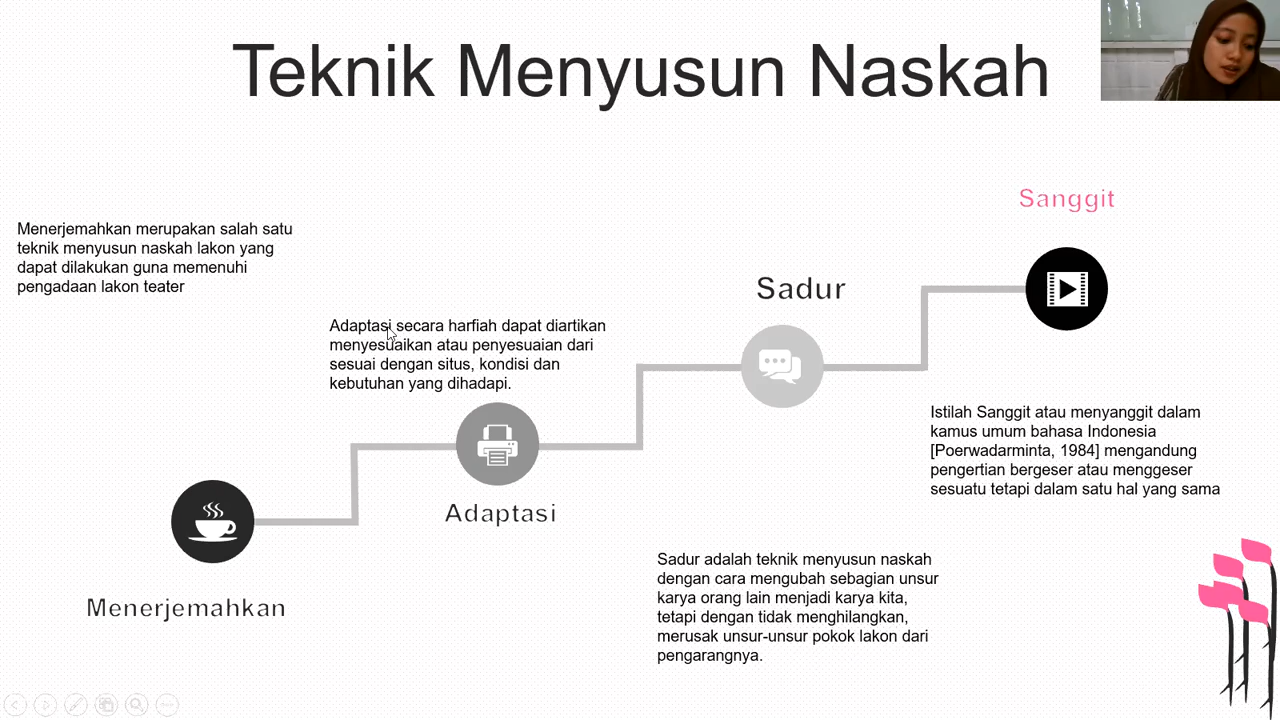 Teknik Menyusun Naskah
Menerjemahkan merupakan salah satu
teknik menyusun naskah lakon yang
dapat dilakukan guna memenuhi
pengadaan lakon teater
Menerjemahkan
Adaptasi secara harfiah dapat diartikan
menyesuaikan atau penyesuaian dari
sesuai dengan situs, kondisi dan
kebutuhan yang dihadapi.
Adaptasi
Sadur
Sadur adalah teknik menyusun naskah
dengan cara mengubah sebagian unsur
karya orang lain menjadi karya kita,
tetapi dengan tidak menghilangkan,
merusak unsur-unsur pokok lakon dari
pengarangnya.
Sanggit
Istilah Sanggit atau menyanggit dalam
kamus umum bahasa Indonesia
[Poerwadarminta, 1984] mengandung
pengertian bergeser atau menggeser
sesuatu tetapi dalam satu hal yang sama